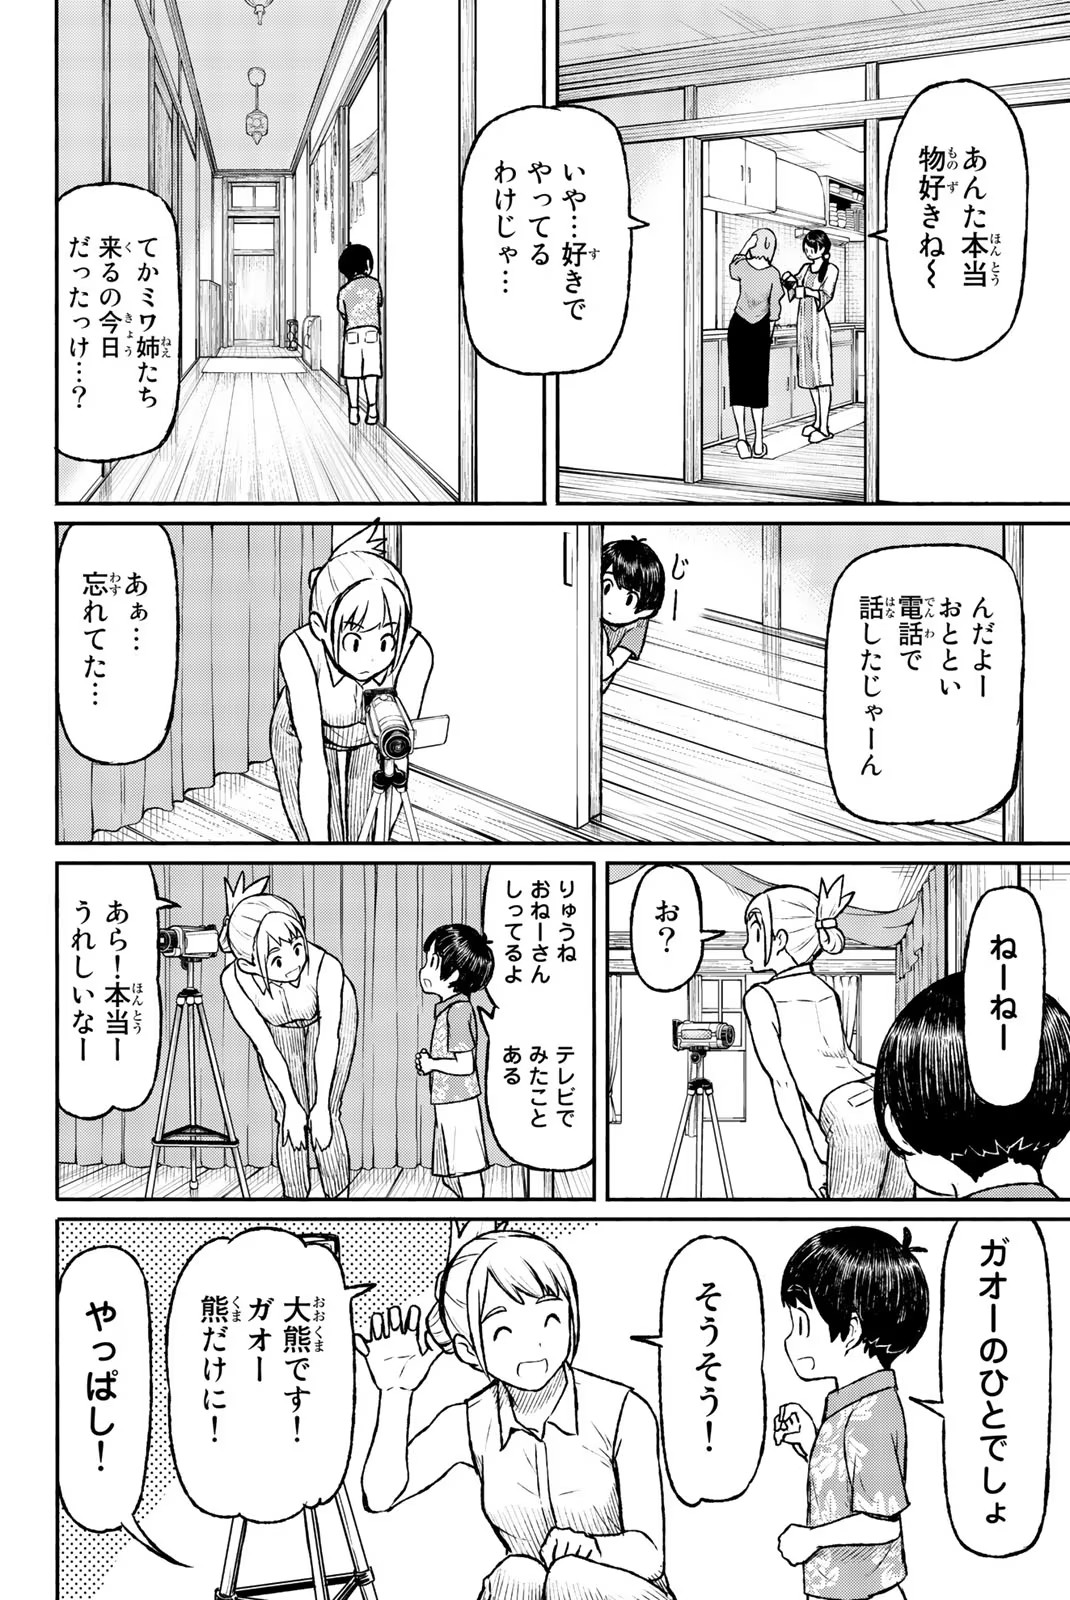 あんた本当
物好きね～
いや…好きで
やってる
わけじゃ…
てかミワ姉たち
来るの今日
だったっけ…？
んだよー
おととい
電話で
話したじゃーん
じー
あぁ…
忘れてた…
ねーねー
お？
りゅうね
おねーさん
しってるよ
テレビで
みたこと
ある
あら！本当ー
うれしいなー
ガオーのひとでしょ
そうそう！
大熊です！
ガオー
熊だけに！
やっぱし！